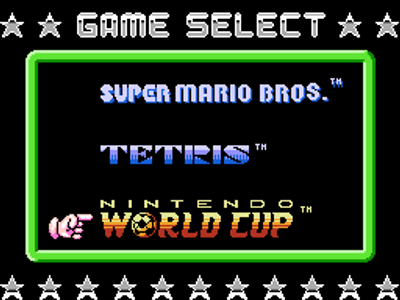 GAME SELECT
SUPER MARIO BROS.™
TETRIS™
NINTENDO
WORLD CUP™